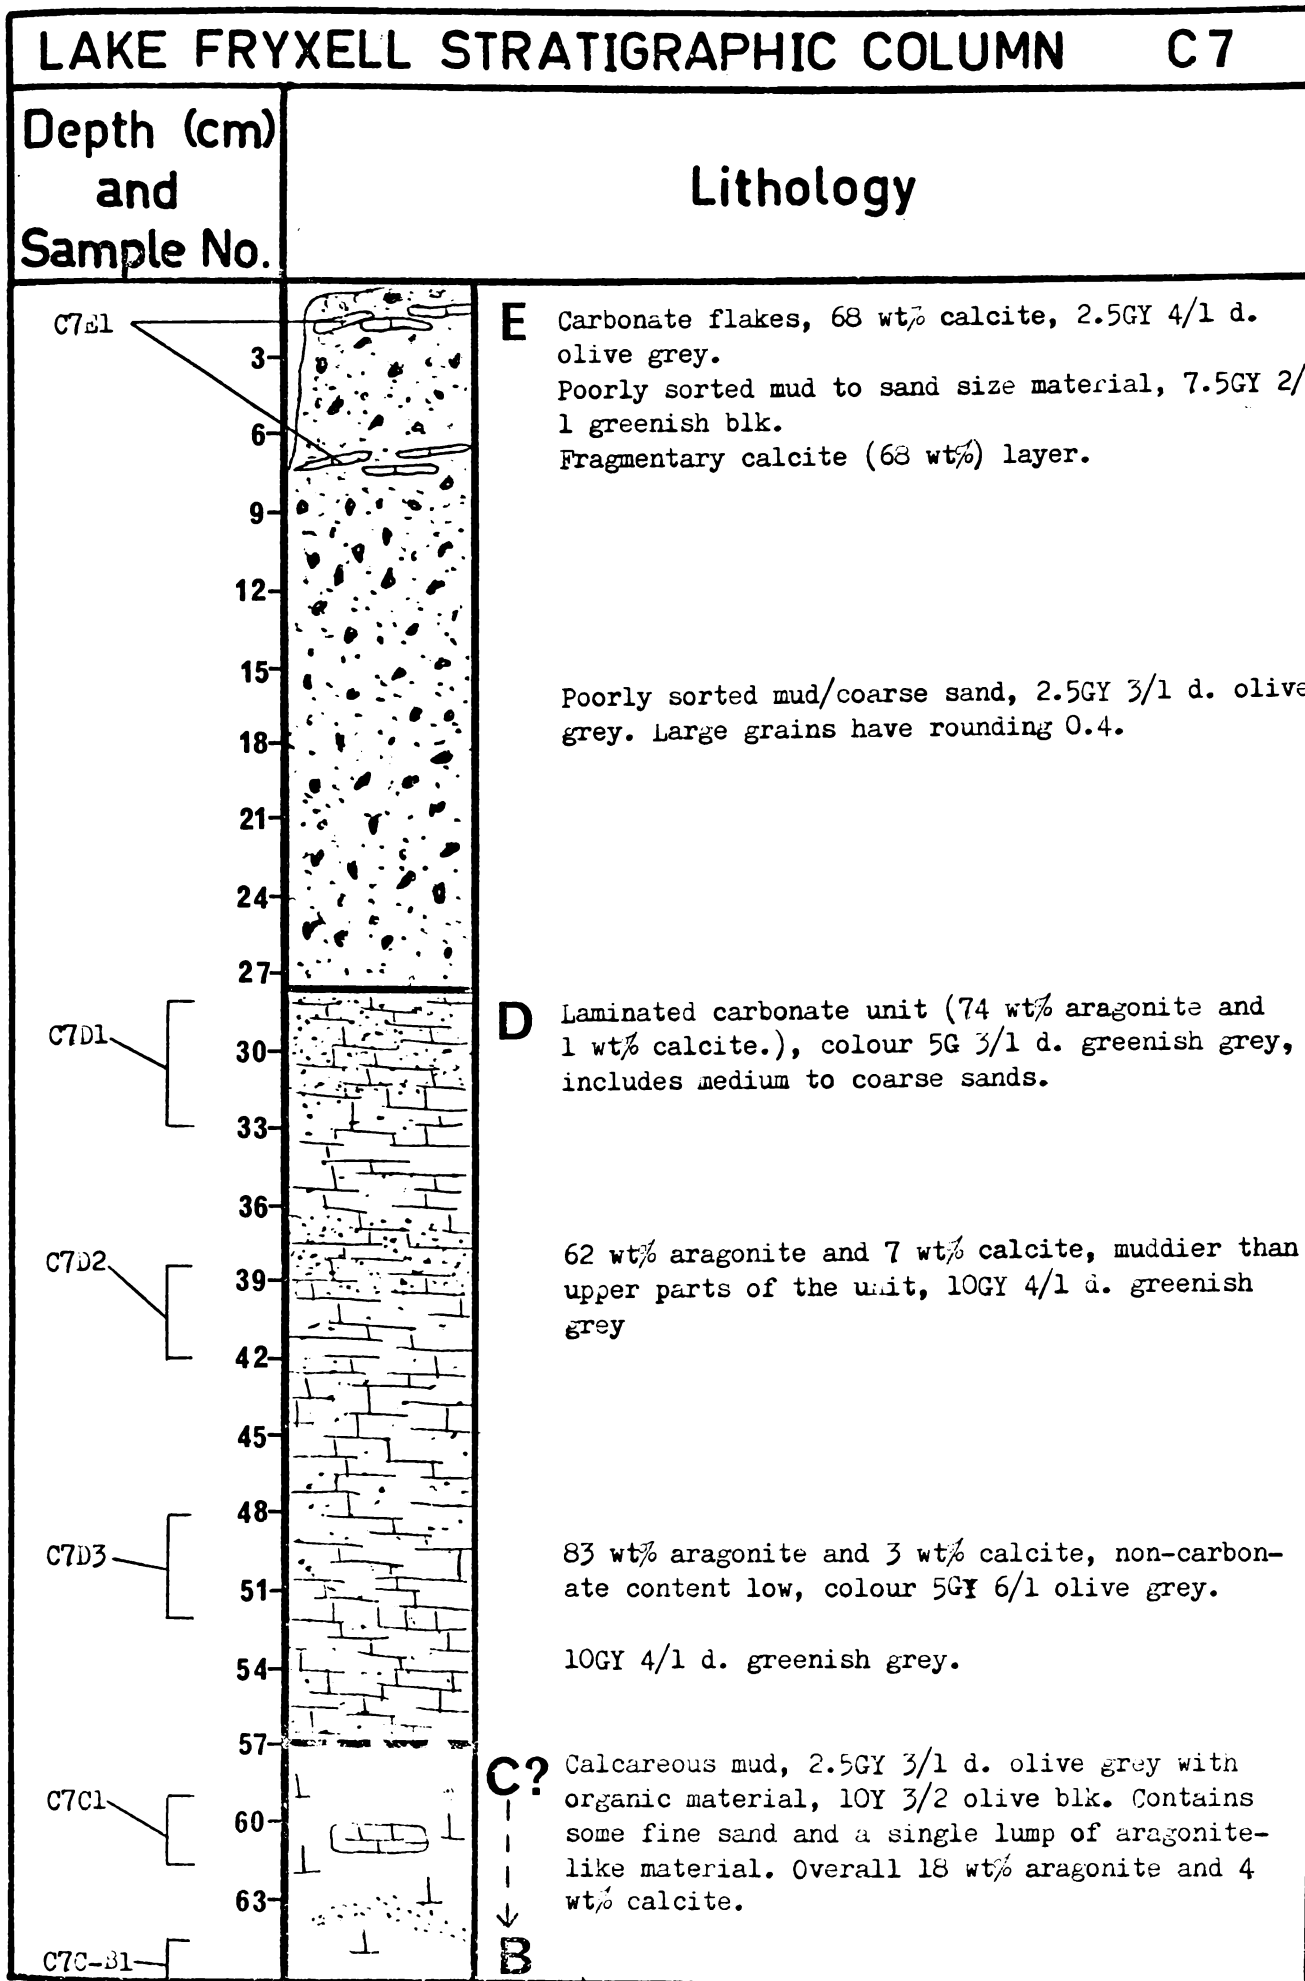 LAKE FRYXELL STRATIGRAPHIC COLUMN C7
Depth (cm)
and
Sample No.
Lithology
C7E1
3
6
9
12
15
18
21
24
27
C7D1
30
33
36
C7D2
39
42
45
48
C7D3
51
54
57
C7C1
60
63
C7C-B1
E
Carbonate flakes, 68 wt% calcite, 2.5GY 4/1 d.
olive grey.
Poorly sorted mud to sand size material, 7.5GY 2/
1 greenish blk.
Fragmentary calcite (68 wt%) layer.
Poorly sorted mud/coarse sand, 2.5GY 3/1 d. olive
grey. Large grains have rounding 0.4.
D
Laminated carbonate unit (74 wt% aragonite and
1 wt% calcite.), colour 5G 3/1 d. greenish grey,
includes medium to coarse sands.
62 wt% aragonite and 7 wt% calcite, muddier than
upper parts of the unit, 10GY 4/1 d. greenish
grey
83 wt% aragonite and 3 wt% calcite, non-carbon-
ate content low, colour 5GY 6/1 olive grey.
10GY 4/1 d. greenish grey.
C?
Calcareous mud, 2.5GY 3/1 d. olive grey with
organic material, 10Y 3/2 olive blk. Contains
some fine sand and a single lump of aragonite-
like material. Overall 18 wt% aragonite and 4
wt% calcite.
B